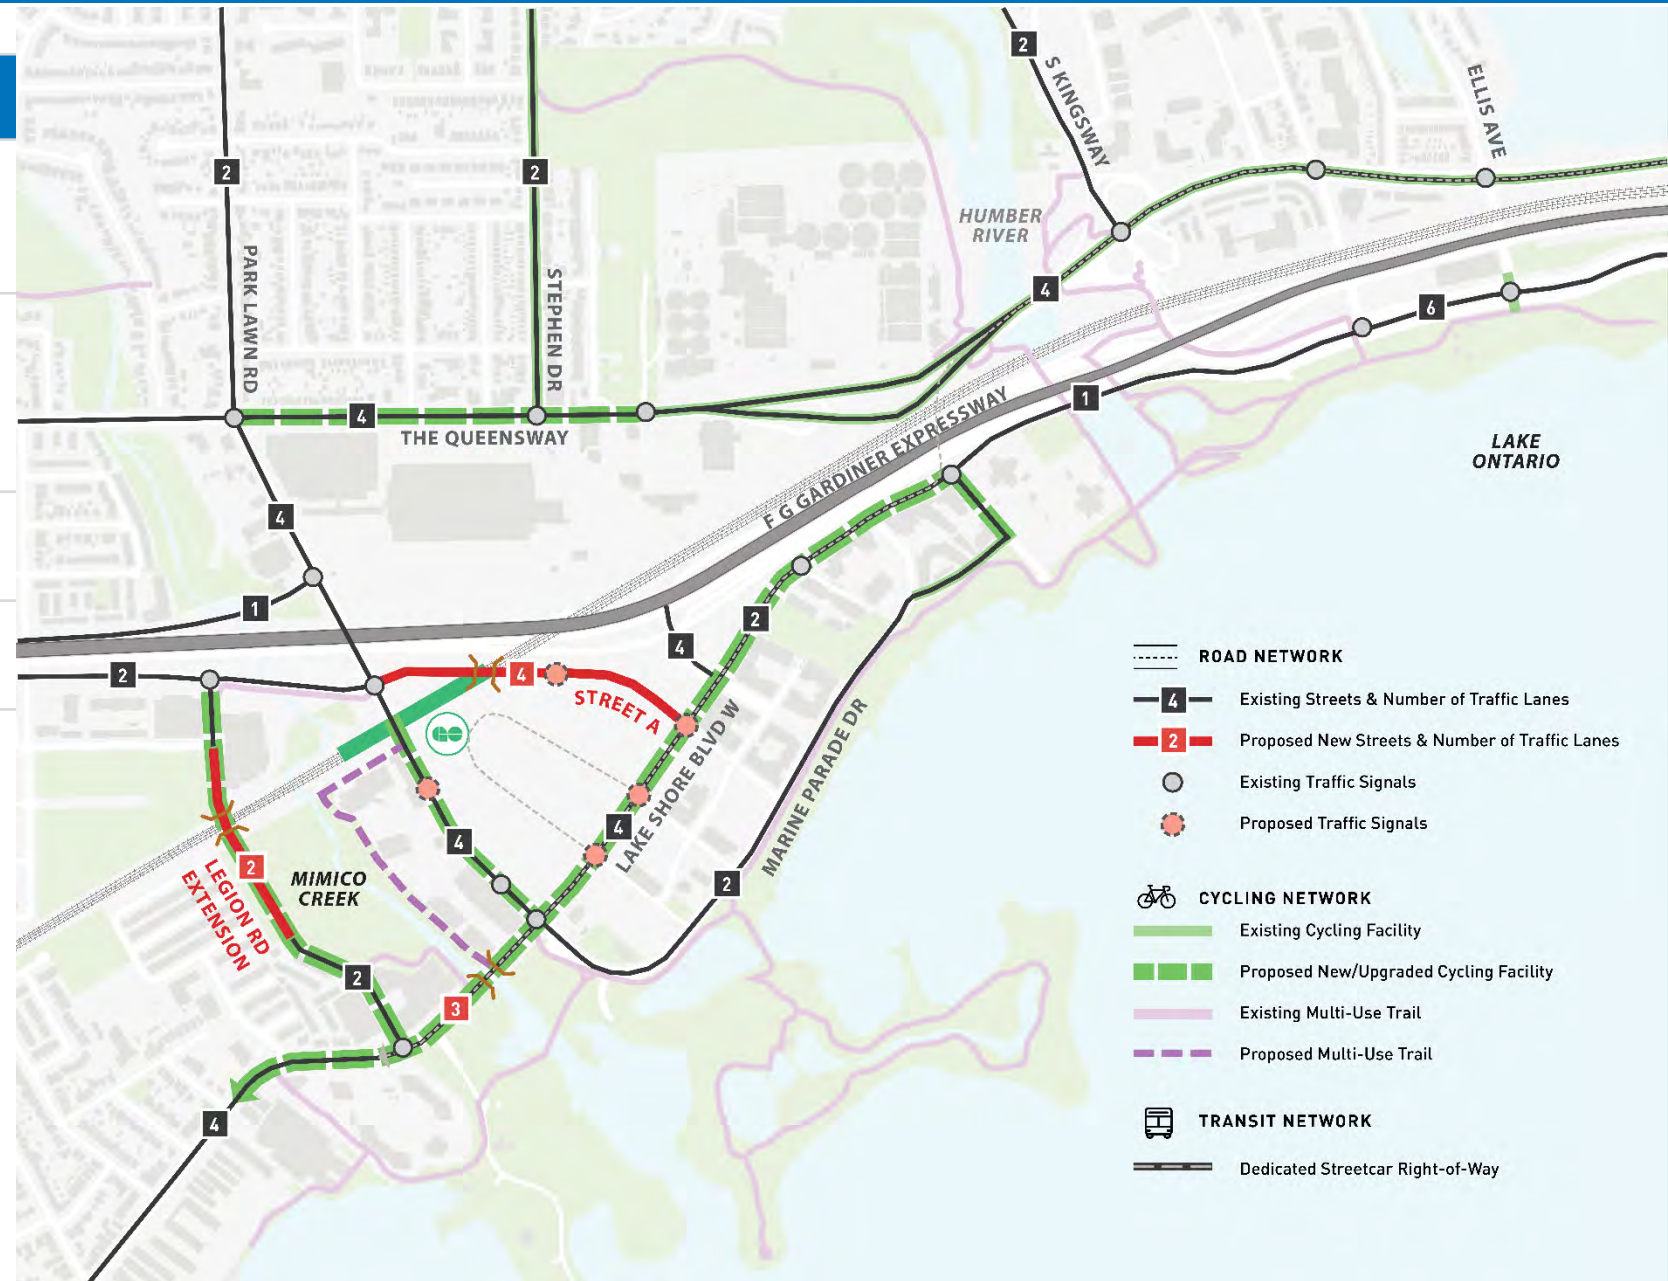 2
S KINGSWAY
ELLIS AVE
2
2
HUMBER
RIVER
PARK LAWN RD
STEPHEN DR
4
6
1
4
THE QUEENSWAY
F G GARDINER EXPRESSWAY
LAKE
ONTARIO
4
1
2
4
2
4
STREET A
GO
LAKE SHORE BLVD W
MARINE PARADE DR
4
4
2
LEGION RD
EXTENSION
MIMICO
CREEK
2
2
3
4
ROAD NETWORK
4 Existing Streets & Number of Traffic Lanes
2 Proposed New Streets & Number of Traffic Lanes
Existing Traffic Signals
Proposed Traffic Signals
CYCLING NETWORK
Existing Cycling Facility
Proposed New/Upgraded Cycling Facility
Existing Multi-Use Trail
Proposed Multi-Use Trail
TRANSIT NETWORK
Dedicated Streetcar Right-of-Way